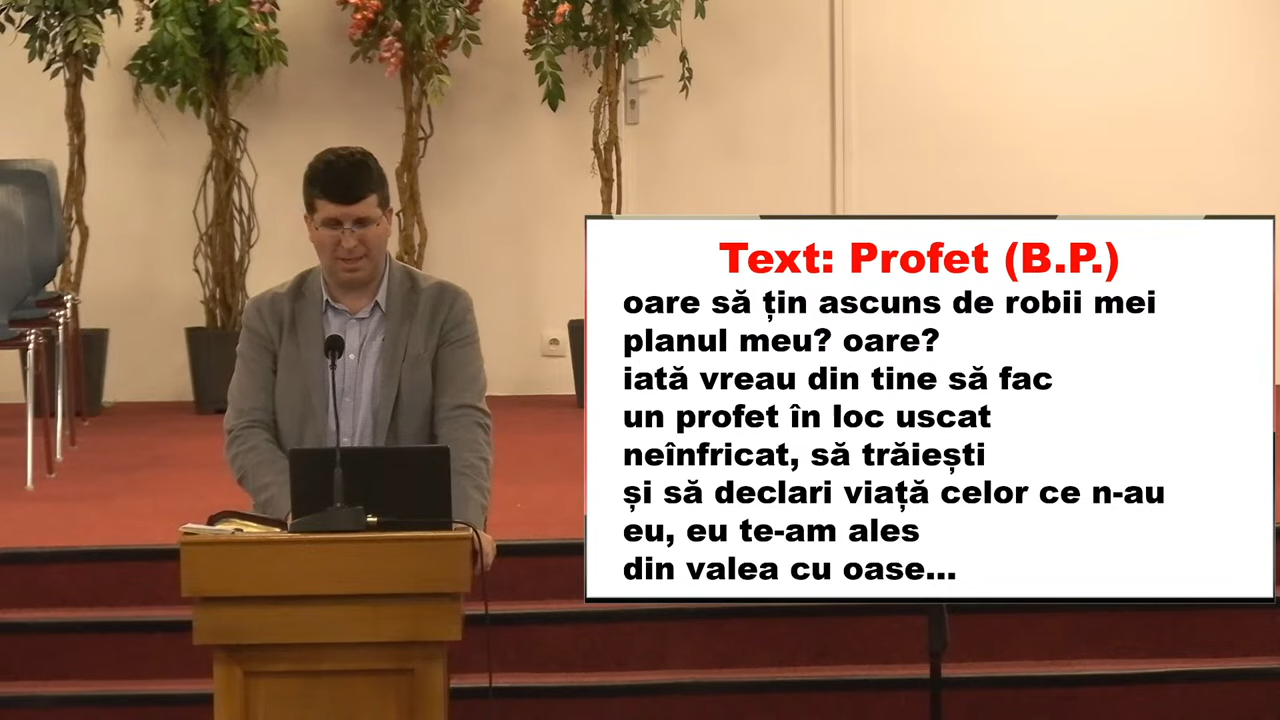 Text: Profet (B.P.)
oare să țin ascuns de robii mei
planul meu? oare?
iată vreau din tine să fac
un profet în loc uscat
neînfricat, să trăiești
și să declari viață celor ce n-au
eu, eu te-am ales
din valea cu oase...